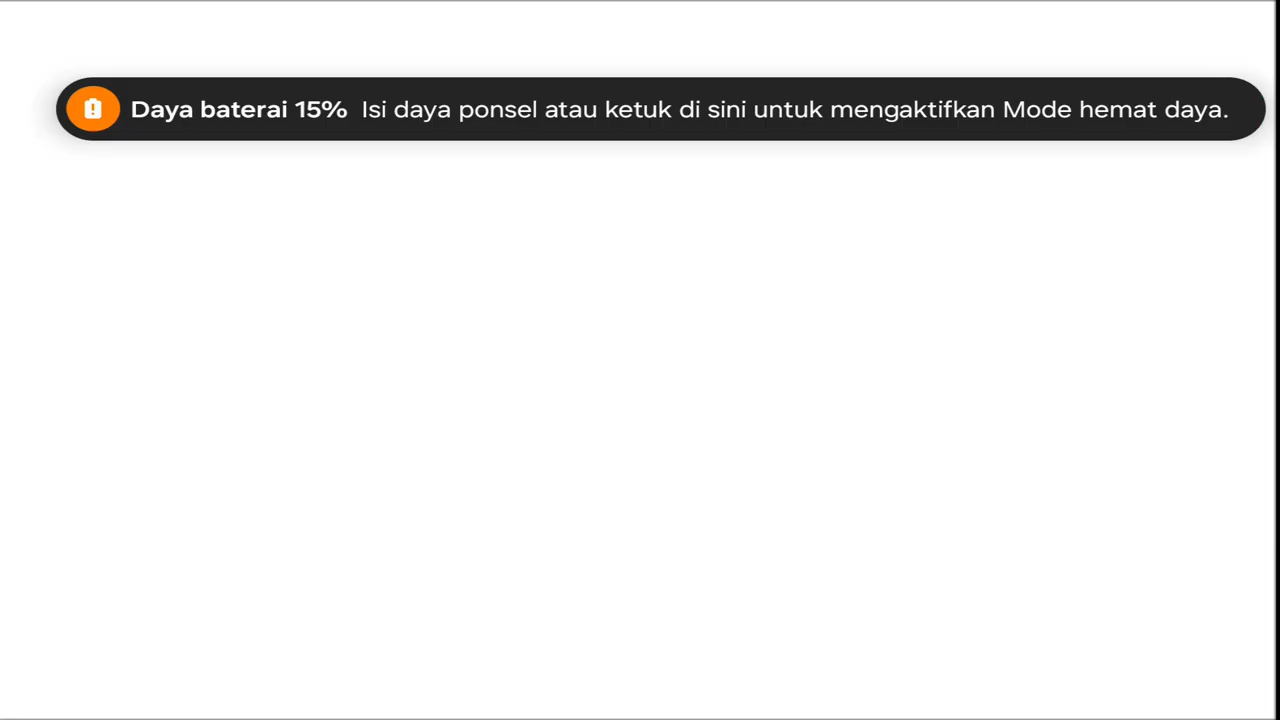 Daya baterai 15% Isi daya ponsel atau ketuk di sini untuk mengaktifkan Mode hemat daya.